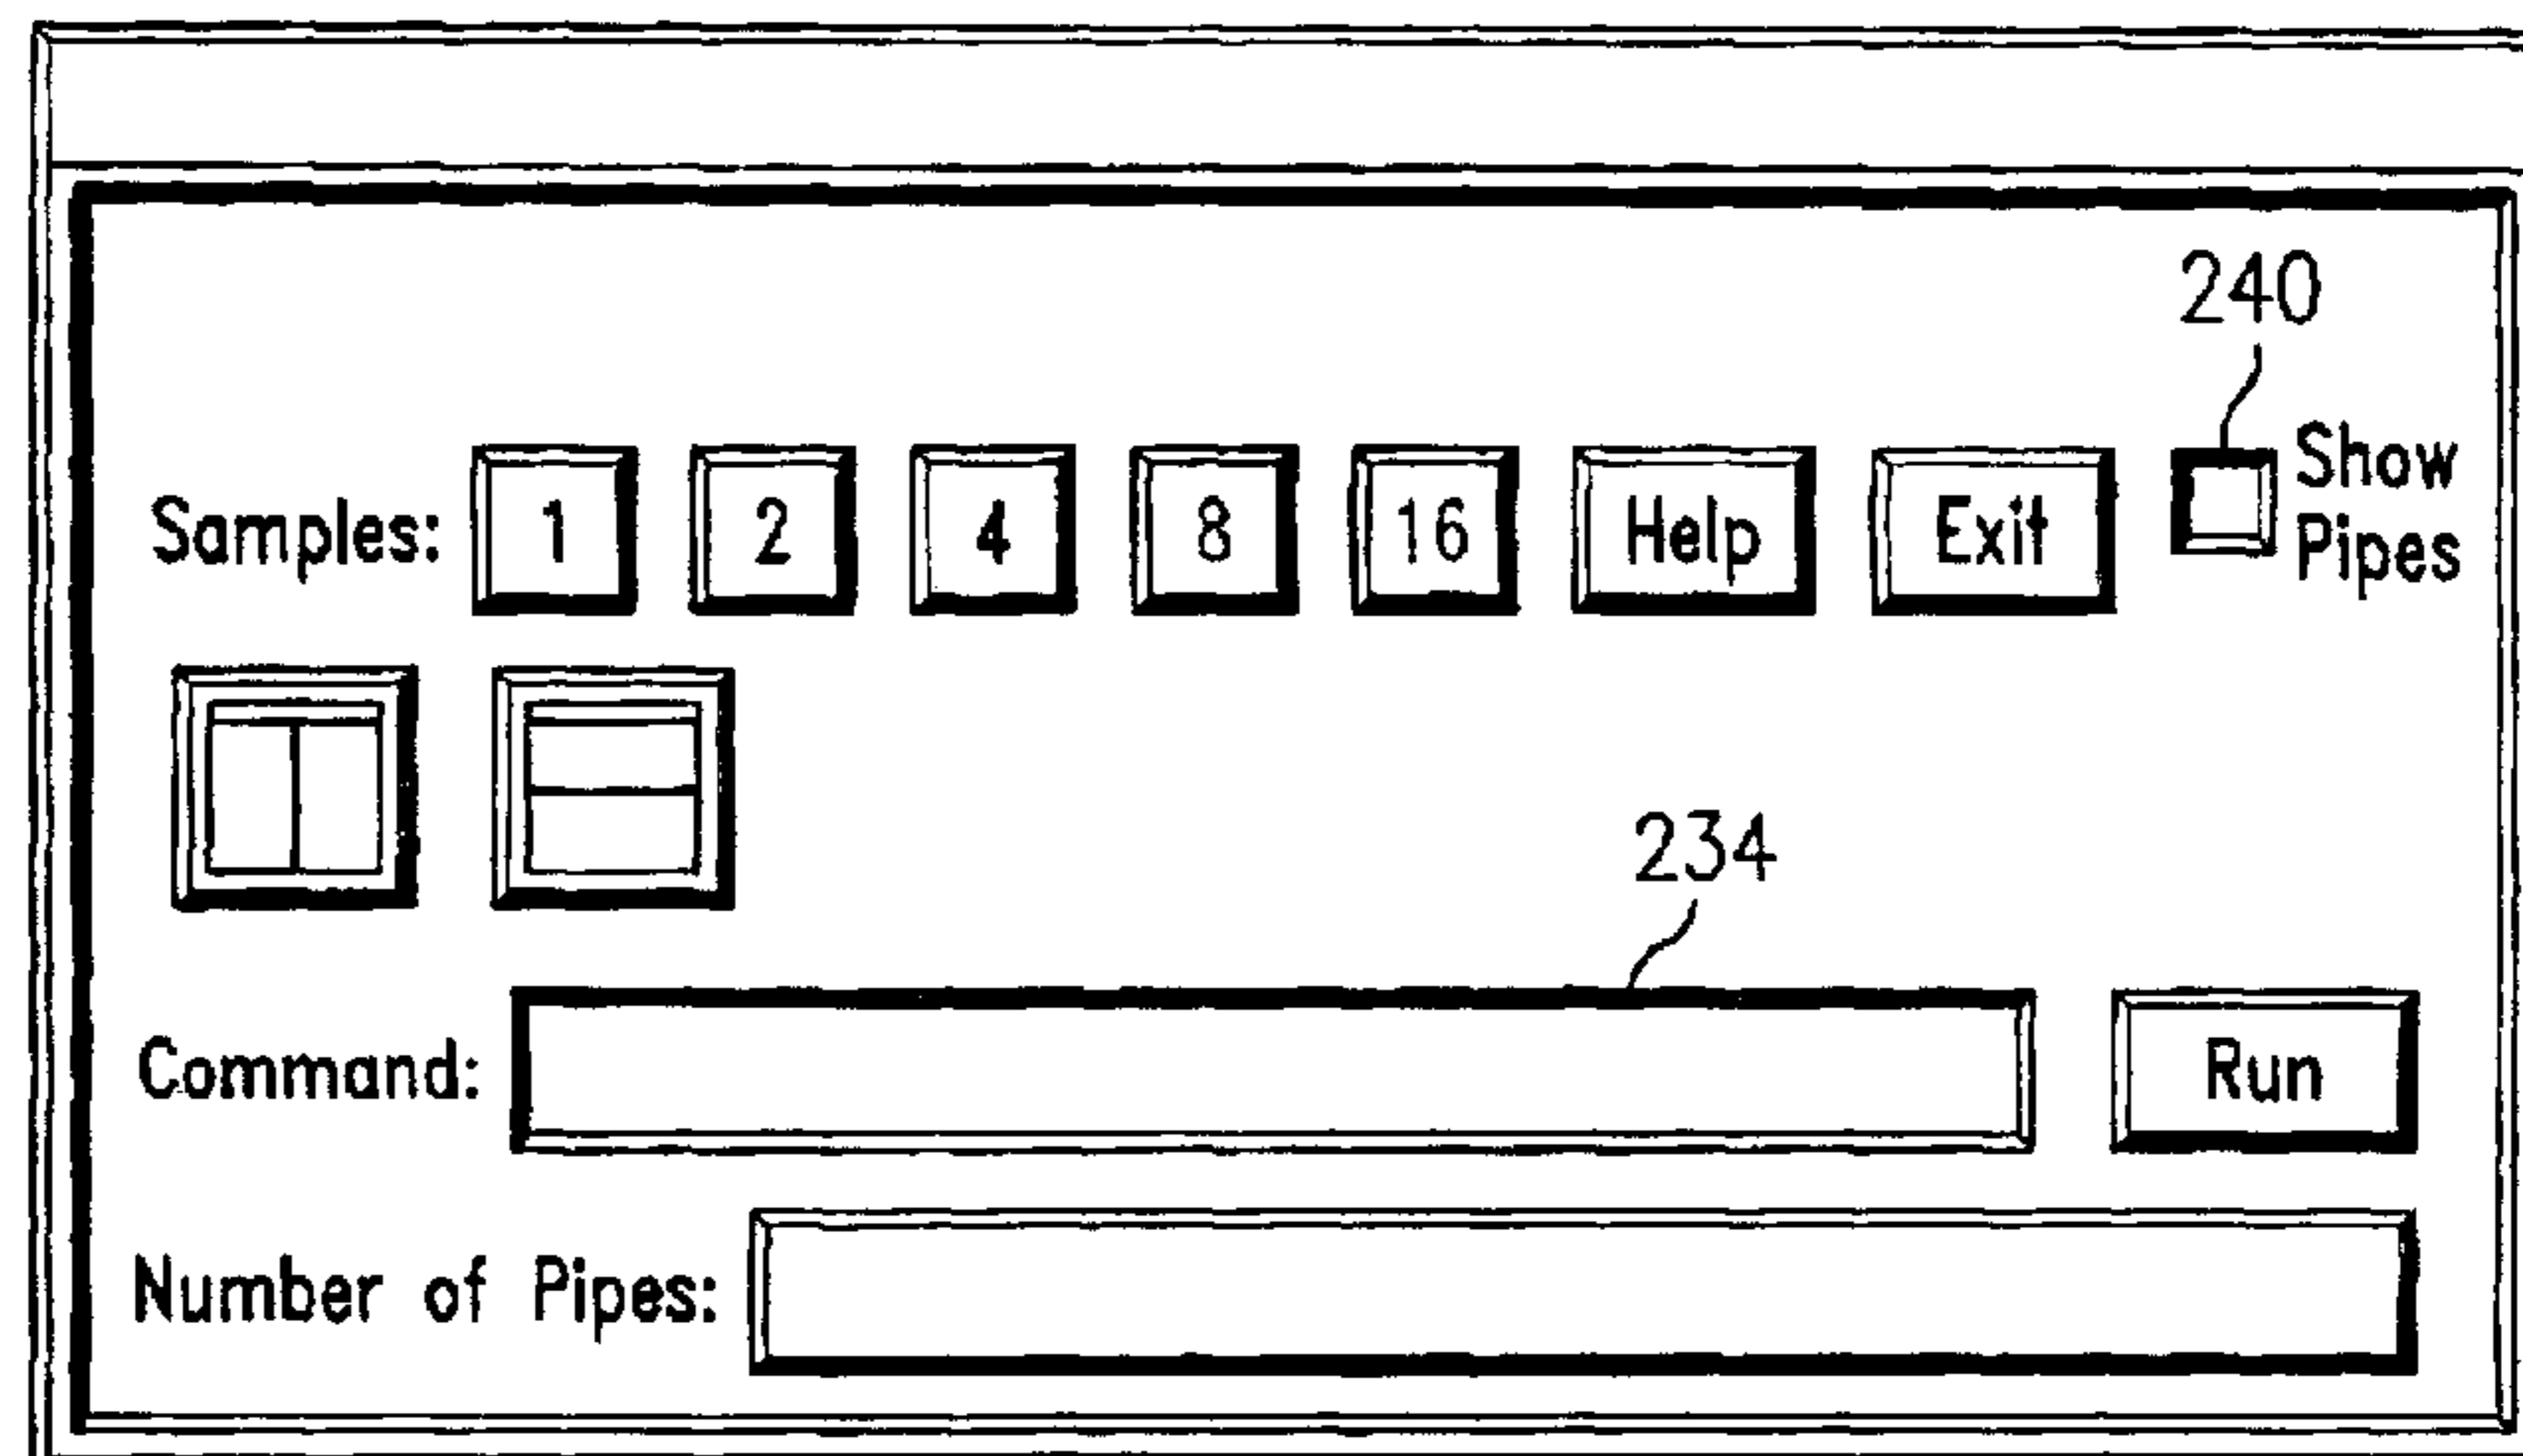 240
Samples: 1 2 4 8 16 Help Exit Show Pipes
234
Command: Run
Number of Pipes: